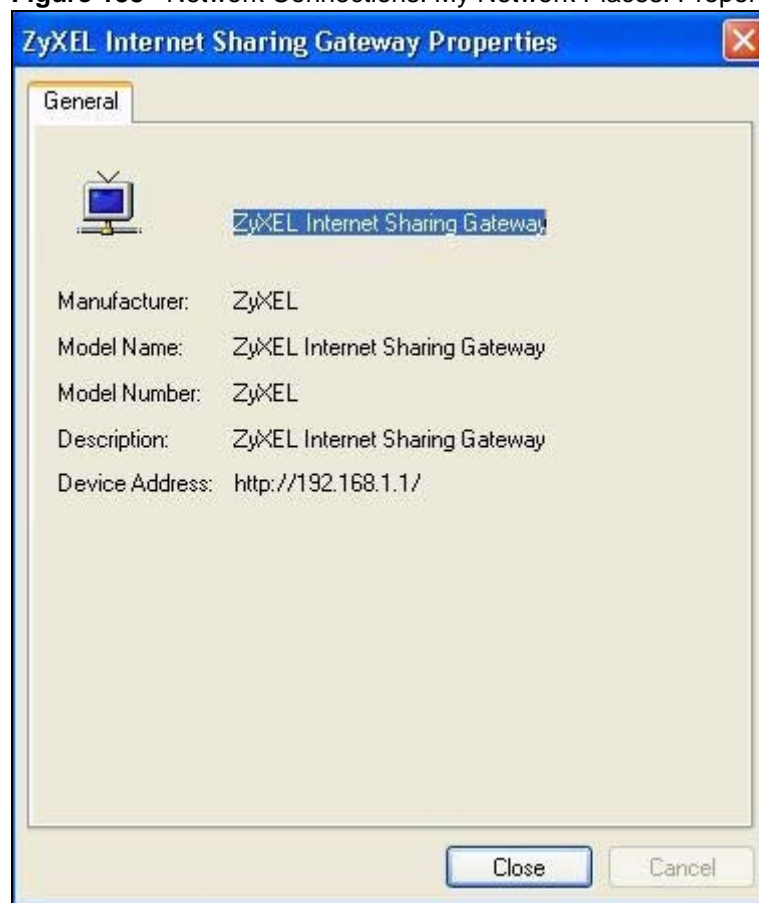 Network Connections: My Network Places: Proper
ZyXEL Internet Sharing Gateway Properties
General
ZyXEL Internet Sharing Gateway
Manufacturer: ZyXEL
Model Name: ZyXEL Internet Sharing Gateway
Model Number: ZyXEL
Description: ZyXEL Internet Sharing Gateway
Device Address: http://192.168.1.1/
Close Cancel